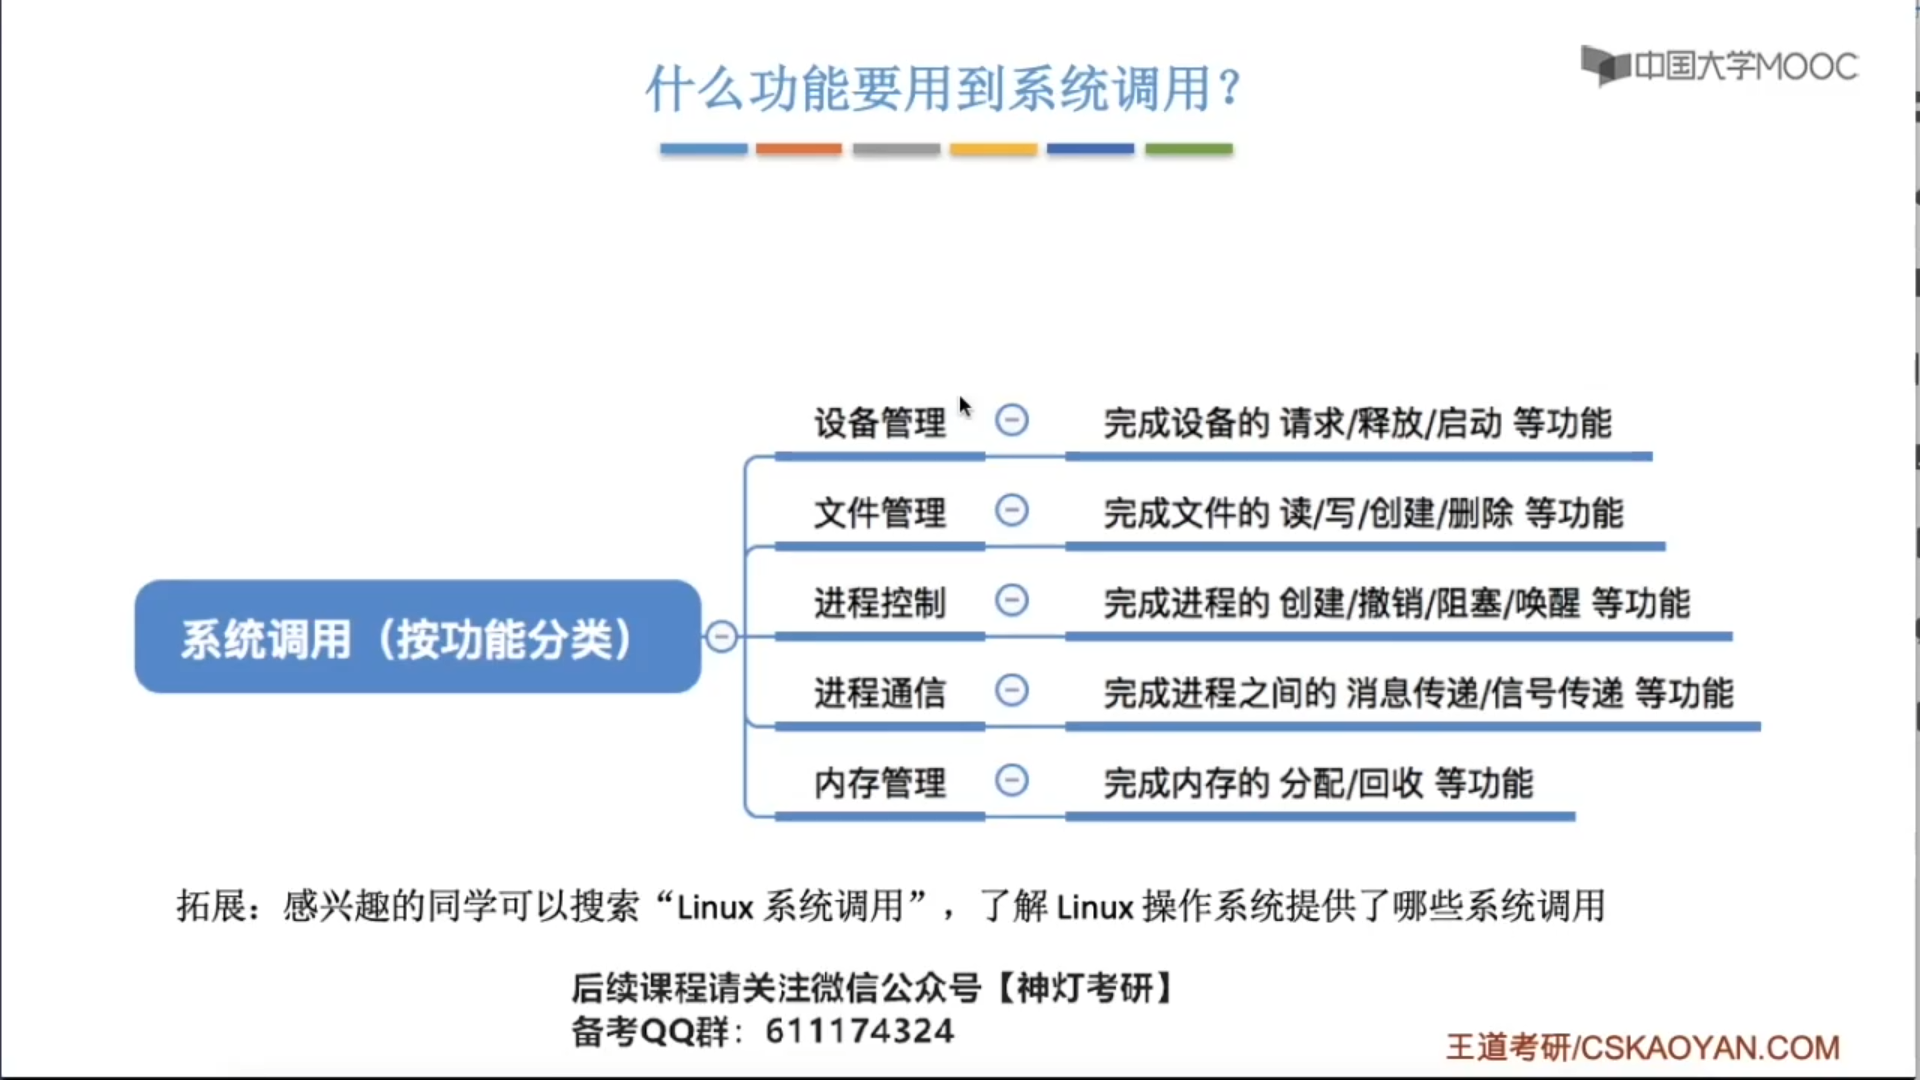 什么功能要用到系统调用？
中国大学MOOC
设备管理 完成设备的 请求/释放/启动 等功能
文件管理 完成文件的 读/写/创建/删除 等功能
进程控制 完成进程的 创建/撤销/阻塞/唤醒 等功能
系统调用（按功能分类）
进程通信 完成进程之间的 消息传递/信号传递 等功能
内存管理 完成内存的 分配/回收 等功能
拓展：感兴趣的同学可以搜索“Linux 系统调用”，了解 Linux 操作系统提供了哪些系统调用
后续课程请关注微信公众号【神灯考研】
备考QQ群：611174324
王道考研/CSKAOYAN.COM